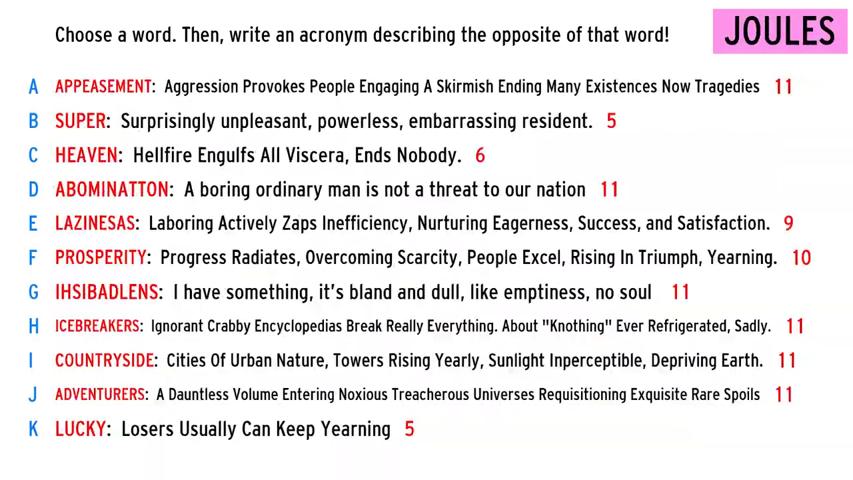 Choose a word. Then, write an acronym describing the opposite of that word!
JOULES
A APPEASEMENT: Aggression Provokes People Engaging A Skirmish Ending Many Existences Now Tragedies 11
B SUPER: Surprisingly unpleasant, powerless, embarrassing resident. 5
C HEAVEN: Hellfire Engulfs All Viscera, Ends Nobody. 6
D ABOMINATTON: A boring ordinary man is not a threat to our nation 11
E LAZINESAS: Laboring Actively Zaps Inefficiency, Nurturing Eagerness, Success, and Satisfaction. 9
F PROSPERITY: Progress Radiates, Overcoming Scarcity, People Excel, Rising In Triumph, Yearning. 10
G IHSIBADLENS: I have something, it's bland and dull, like emptiness, no soul 11
H ICEBREAKERS: Ignorant Crabby Encyclopedias Break Really Everything. About "Knothing" Ever Refrigerated, Sadly. 11
I COUNTRYSIDE: Cities Of Urban Nature, Towers Rising Yearly, Sunlight Inperceptible, Depriving Earth. 11
J ADVENTURERS: A Dauntless Volume Entering Noxious Treacherous Universes Requisitioning Exquisite Rare Spoils 11
K LUCKY: Losers Usually Can Keep Yearning 5